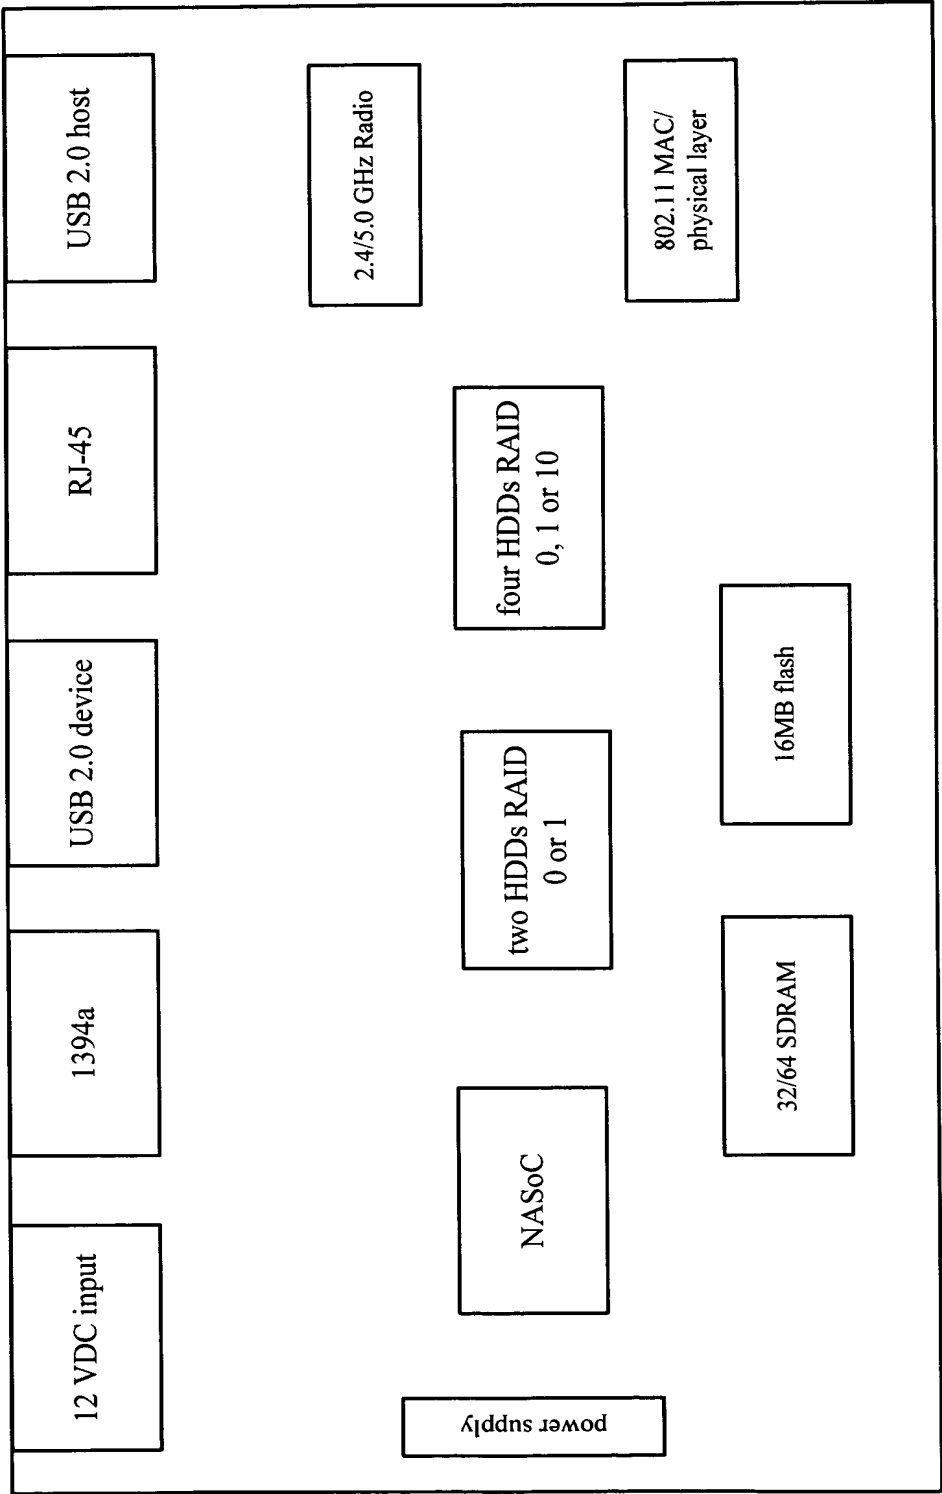 12 VDC input
1394a
USB 2.0 device
RJ-45
USB 2.0 host
2.4/5.0 GHz Radio
power supply
NASoC
two HDDs RAID
0 or 1
four HDDs RAID
0, 1 or 10
802.11 MAC/
physical layer
32/64 SDRAM
16MB flash